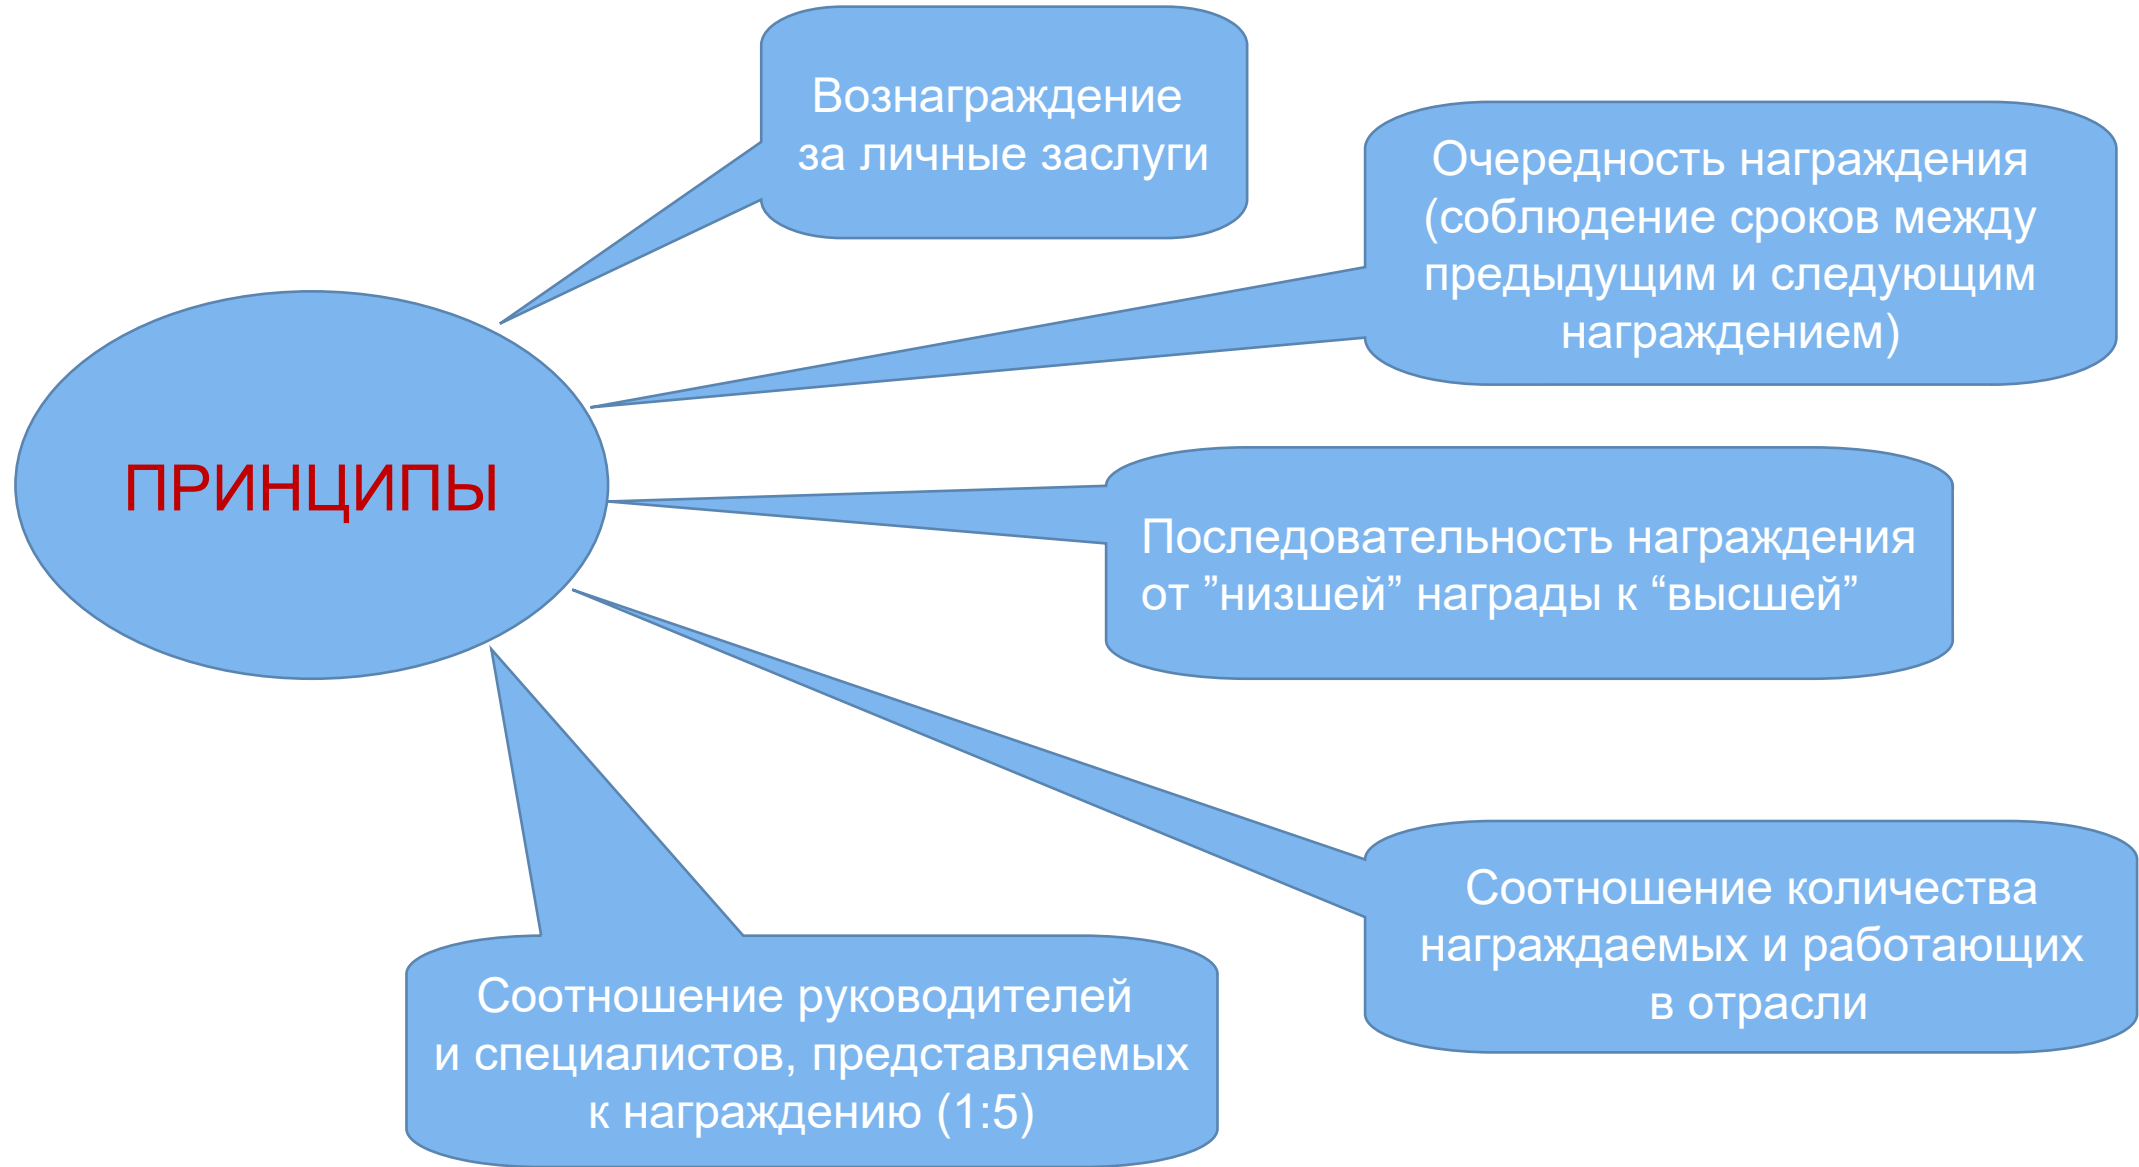 Вознаграждение
за личные заслуги
Очередность награждения
(соблюдение сроков между
предыдущим и следующим
награждением)
ПРИНЦИПЫ
Последовательность награждения
от ”низшей” награды к “высшей”
Соотношение количества
награждаемых и работающих
в отрасли
Соотношение руководителей
и специалистов, представляемых
к награждению (1:5)